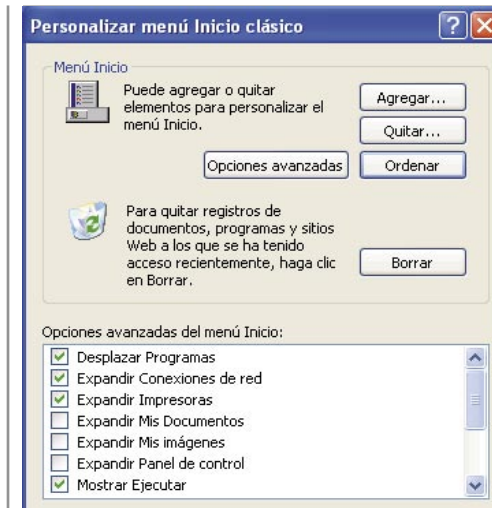 Personalizar menú Inicio clásico
Menú Inicio
Puede agregar o quitar
elementos para personalizar el
menú Inicio.
Agregar...
Quitar...
Opciones avanzadas
Ordenar
Para quitar registros de
documentos, programas y sitios
Web a los que se ha tenido
acceso recientemente, haga clic
en Borrar.
Borrar
Opciones avanzadas del menú Inicio:
Desplazar Programas
Expandir Conexiones de red
Expandir Impresoras
Expandir Mis Documentos
Expandir Mis imágenes
Expandir Panel de control
Mostrar Ejecutar